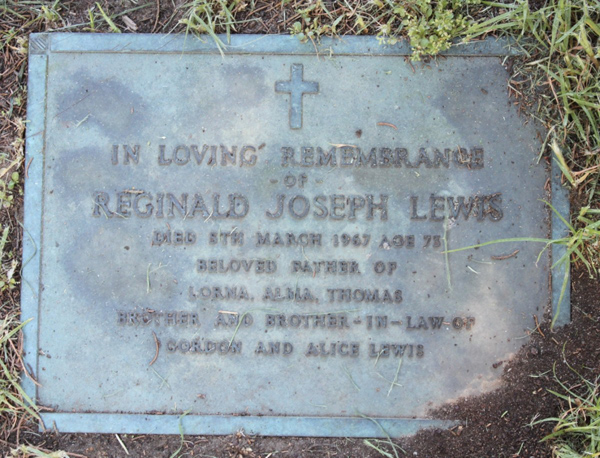 IN LOVING REMEMBRANCE
- OF -
REGINALD JOSEPH LEWIS
DIED 8TH MARCH 1967 AGE 75
BELOVED FATHER OF
LORNA, ALMA, THOMAS
BROTHER AND BROTHER-IN-LAW OF
GORDON AND ALICE LEWIS